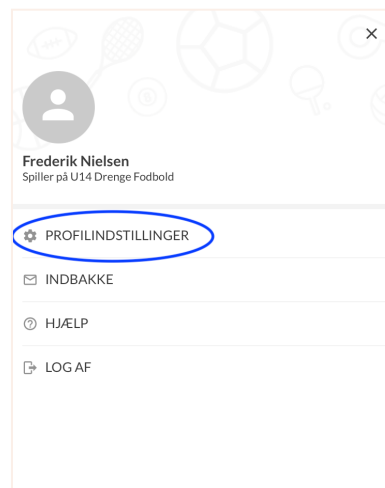 Frederik Nielsen
Spiller på U14 Drenge Fodbold
PROFILINDSTILLINGER
INDBAKKE
HJÆLP
LOG AF